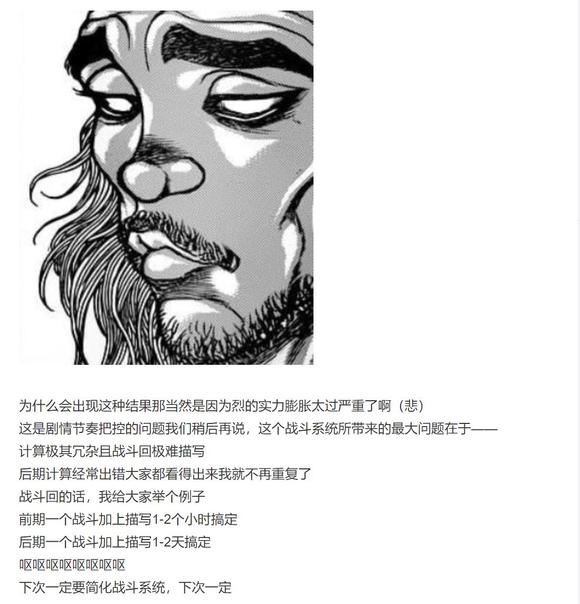 为什么会出现这种结果那当然是因为烈的实力膨胀太过严重了啊（悲）
这是剧情节奏把控的问题我们稍后再说，这个战斗系统所带来的最大问题在于——
计算极其冗杂且战斗回极难描写
后期计算经常出错大家都看得出来我就不再重复了
战斗回的话，我给大家举个例子
前期一个战斗加上描写1-2个小时搞定
后期一个战斗加上描写1-2天搞定
呕呕呕呕呕呕呕呕
下次一定要简化战斗系统，下次一定